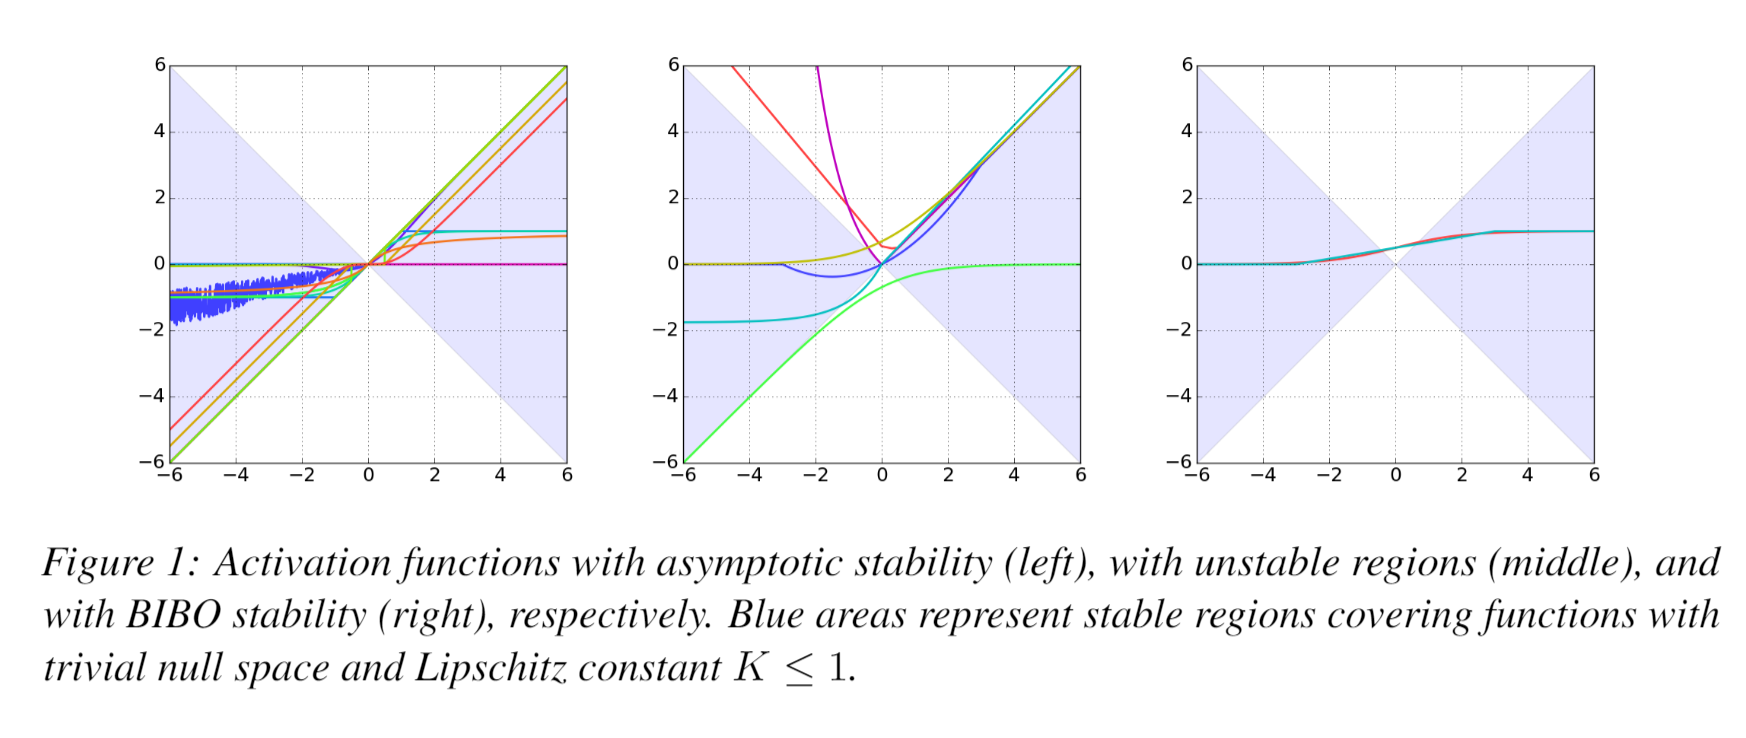 6 6 6
4 4 4
2 2 2
0 0 0
−2 −2 −2
−4 −4 −4
−6 −6 −6
−6 −4 −2 0 2 4 6 −6 −4 −2 0 2 4 6 −6 −4 −2 0 2 4 6
Figure 1: Activation functions with asymptotic stability (left), with unstable regions (middle), and
with BIBO stability (right), respectively. Blue areas represent stable regions covering functions with
trivial null space and Lipschitz constant K ≤ 1.